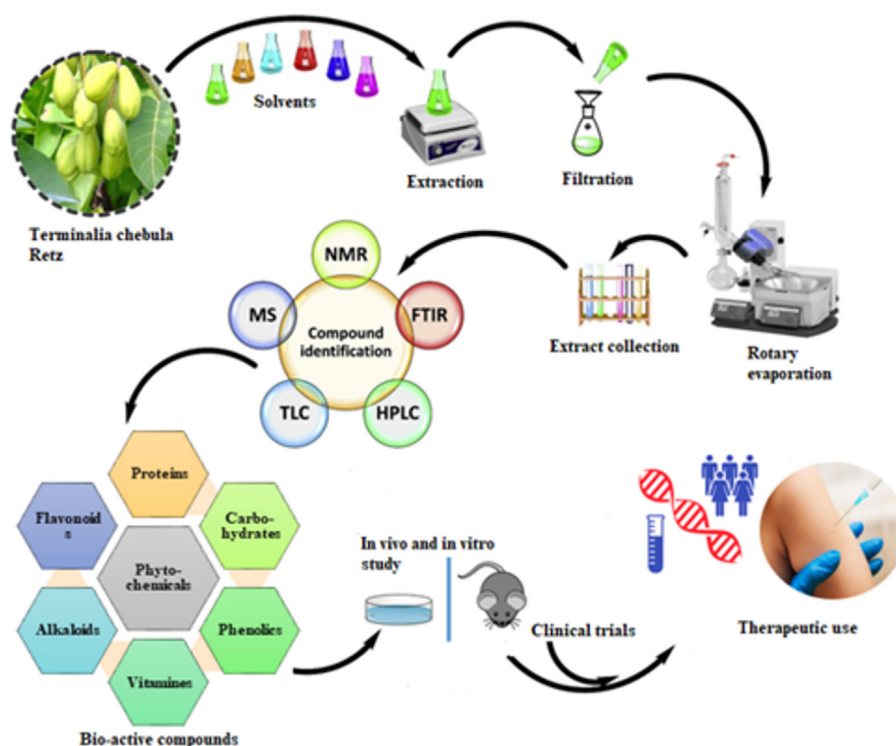 Solvents
Extraction
Filtration
Terminalia chebula
Retz
NMR
MS
FTIR
Compound
identification
TLC
HPLC
Extract collection
Rotary
evaporation
Proteins
Flavonoid
s
Carbo-
hydrates
Phyto-
chemicals
Alkaloids
Phenolics
Vitamines
Bio-active compounds
In vivo and in vitro
study
Clinical trials
Therapeutic use